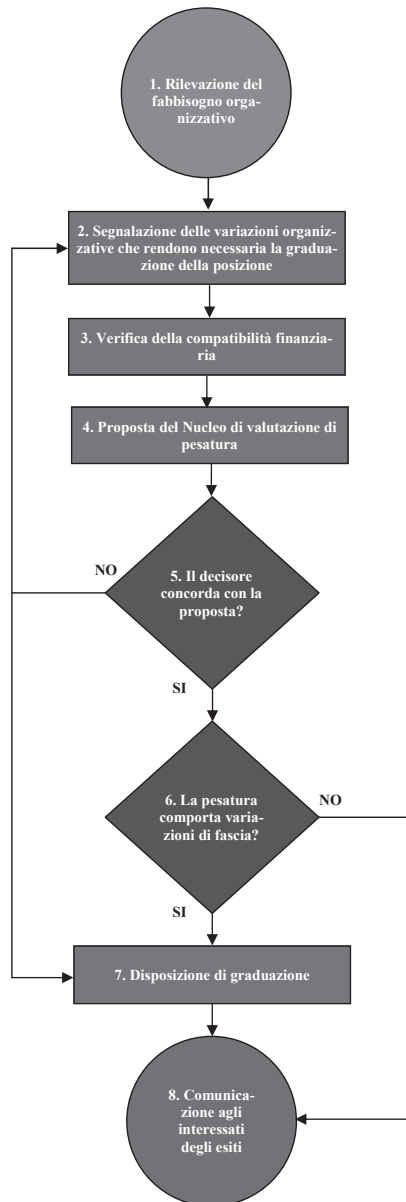 1. Rilevazione del
fabbisogno orga-
nizzativo
2. Segnalazione delle variazioni organiz-
zative che rendono necessaria la gradua-
zione della posizione
3. Verifica della compatibilità finanzia-
ria
4. Proposta del Nucleo di valutazione di
pesatura
NO
5. Il decisore
concorda con la
proposta?
SI
6. La pesatura
comporta varia-
zioni di fascia?
NO
SI
7. Disposizione di graduazione
8. Comunica-
zione agli
interessati
degli esiti